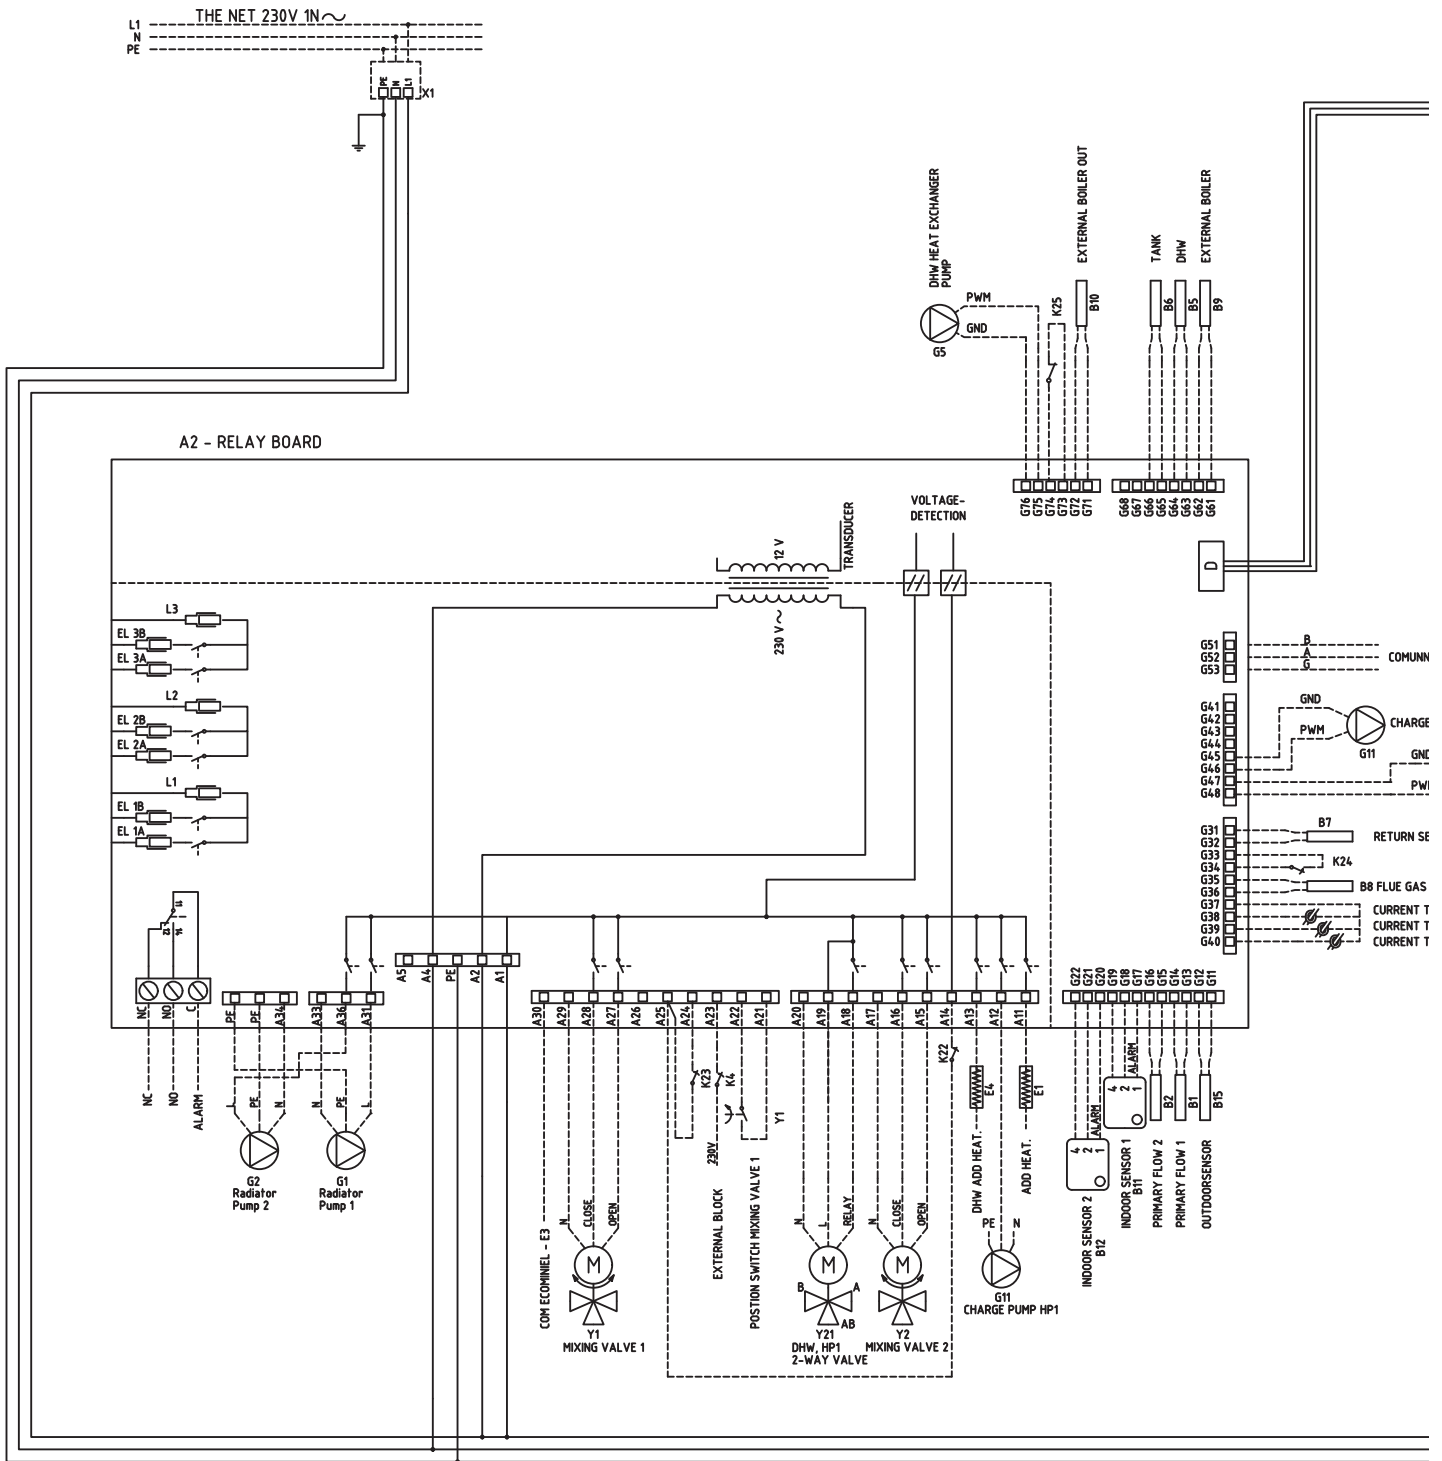 THE NET 230V 1N
L1
N
PE
PE
N
L1
X1
DHW HEAT EXCHANGER
PUMP
PWM
GND
G5
K25
EXTERNAL BOILER OUT
B10
TANK
B6
DHW
B5
EXTERNAL BOILER
B9
A2 - RELAY BOARD
G76
G75
G74
G73
G72
G71
G68
G67
G66
G65
G64
G63
G62
G61
VOLTAGE-
DETECTION
12 V
TRANSDUCER
230 V
D
L3
EL 3B
EL 3A
L2
EL 2B
EL 2A
L1
EL 1B
EL 1A
G51
G52
G53
B
A
G
COMUNN
G41
G42
G43
G44
G45
G46
G47
G48
GND
PWM
G11
CHARGE
GND
PWM
G31
G32
G33
G34
G35
G36
G37
G38
G39
G40
B7
RETURN SE
K24
B8 FLUE GAS
CURRENT T
CURRENT T
CURRENT T
11
12
14
NC
NO
C
PE
PE
A34
A33
A36
A31
A5
A4
PE
A2
A1
A30
A29
A28
A27
A26
A25
A24
A23
A22
A21
A20
A19
A18
A17
A16
A15
A14
A13
A12
A11
G22
G21
G20
G19
G18
G17
G16
G15
G14
G13
G12
G11
NC
NO
ALARM
L
PE
N
G2
Radiator
Pump 2
N
PE
L
G1
Radiator
Pump 1
COM ECOMINIEL - E3
N
CLOSE
OPEN
M
Y1
MIXING VALVE 1
K23
K4
230V
EXTERNAL BLOCK
Y1
POSTION SWITCH MIXING VALVE 1
N
L
RELAY
M
B
A
AB
Y21
DHW, HP1
2-WAY VALVE
N
CLOSE
OPEN
M
Y2
MIXING VALVE 2
K22
E4
DHW ADD HEAT.
E1
ADD HEAT.
PE
N
G11
CHARGE PUMP HP1
ALARM
4
2
1
INDOOR SENSOR 2
B12
ALARM
4
2
1
INDOOR SENSOR 1
B11
B2
PRIMARY FLOW 2
B1
PRIMARY FLOW 1
B15
OUTDOORSENSOR